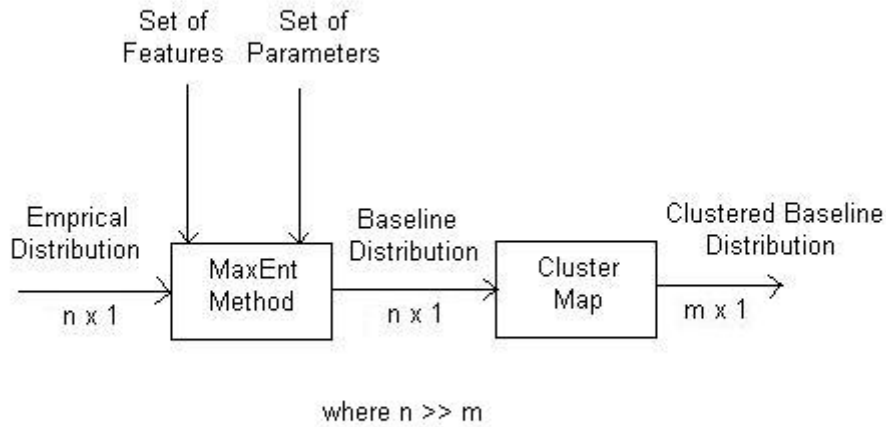 Set of
Features
Set of
Parameters
Emprical
Distribution
n x 1
MaxEnt
Method
Baseline
Distribution
n x 1
Cluster
Map
Clustered Baseline
Distribution
m x 1
where n >> m